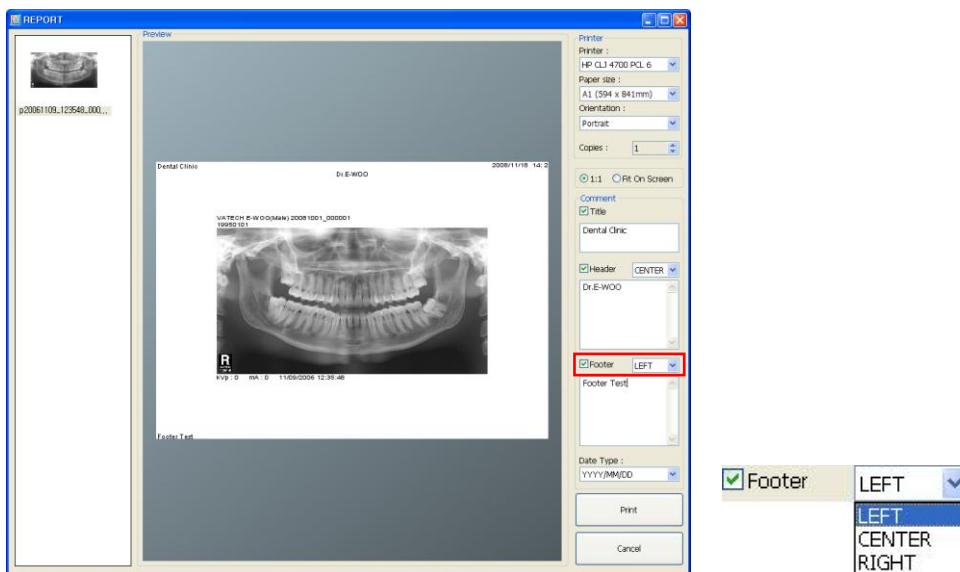 REPORT
p20061109_123548_000...
Preview
Dental Clinic
2008/11/18 14:2
Dr.E-WOO
VATECH E-WOO(Male) 20081001_000001
19950101
R
kVp : 0 mA : 0 11/09/2006 12:35:48
Footer Test
Printer
Printer :
HP CLJ 4700 PCL 6
Paper size :
A1 (594 x 841mm)
Orientation :
Portrait
Copies :
1
1:1
Fit On Screen
Comment
Title
Dental Clinic
Header
CENTER
Dr.E-WOO
Footer
LEFT
Footer Test
Date Type :
YYYY/MM/DD
Print
Cancel
Footer
LEFT
LEFT
CENTER
RIGHT